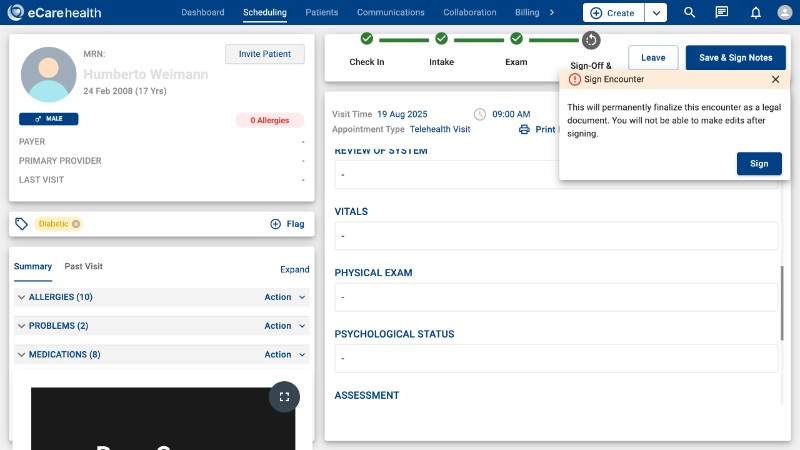 eCarehealth
Dashboard
Scheduling
Patients
Communications
Collaboration
Billing
Create
MRN:
Invite Patient
Humberto Weimann
24 Feb 2008 (17 Yrs)
MALE
0 Allergies
PAYER
-
PRIMARY PROVIDER
-
LAST VISIT
-
Diabetic
Flag
Summary
Past Visit
Expand
ALLERGIES (10)
Action
PROBLEMS (2)
Action
MEDICATIONS (8)
Action
Check In
Intake
Exam
Sign-Off &
Leave
Save & Sign Notes
Visit Time 19 Aug 2025
09:00 AM
Appointment Type Telehealth Visit
Print
Sign Encounter
This will permanently finalize this encounter as a legal
document. You will not be able to make edits after
signing.
Sign
REVIEW OF SYSTEM
-
VITALS
-
PHYSICAL EXAM
-
PSYCHOLOGICAL STATUS
-
ASSESSMENT